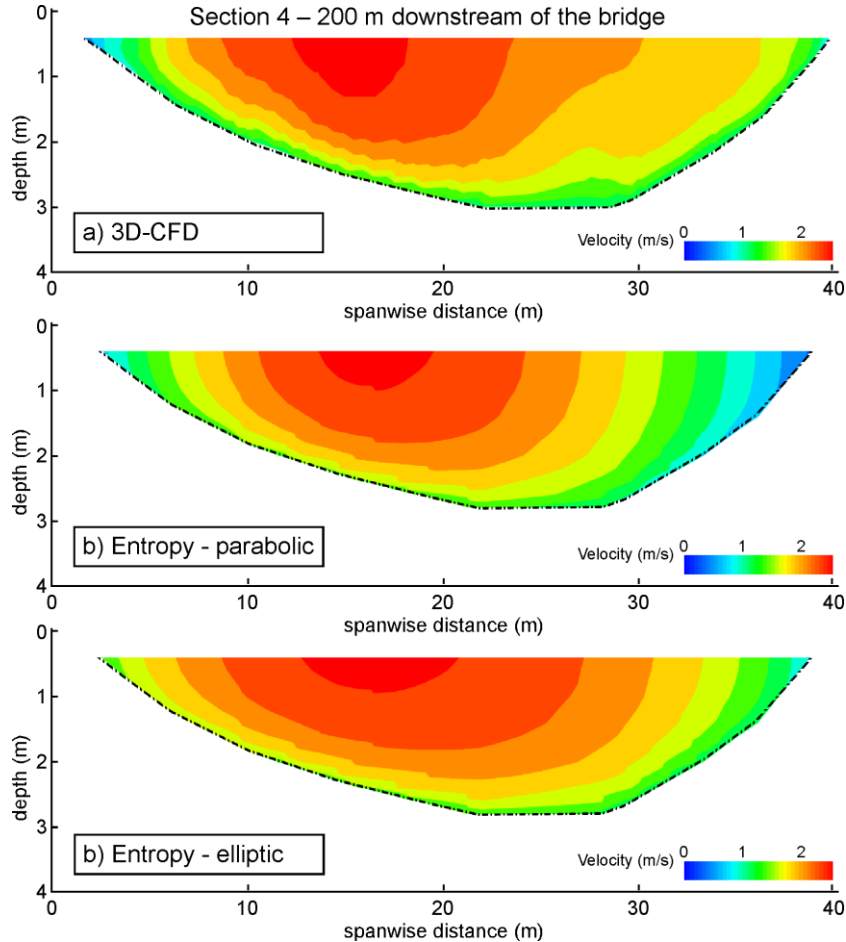 Section 4 – 200 m downstream of the bridge
0
1
2
3
4
depth (m)
a) 3D-CFD
Velocity (m/s) 0 1 2
0 10 20 30 40
spanwise distance (m)
0
1
2
3
4
depth (m)
b) Entropy - parabolic
Velocity (m/s) 0 1 2
0 10 20 30 40
spanwise distance (m)
0
1
2
3
4
depth (m)
b) Entropy - elliptic
Velocity (m/s) 0 1 2
0 10 20 30 40
spanwise distance (m)